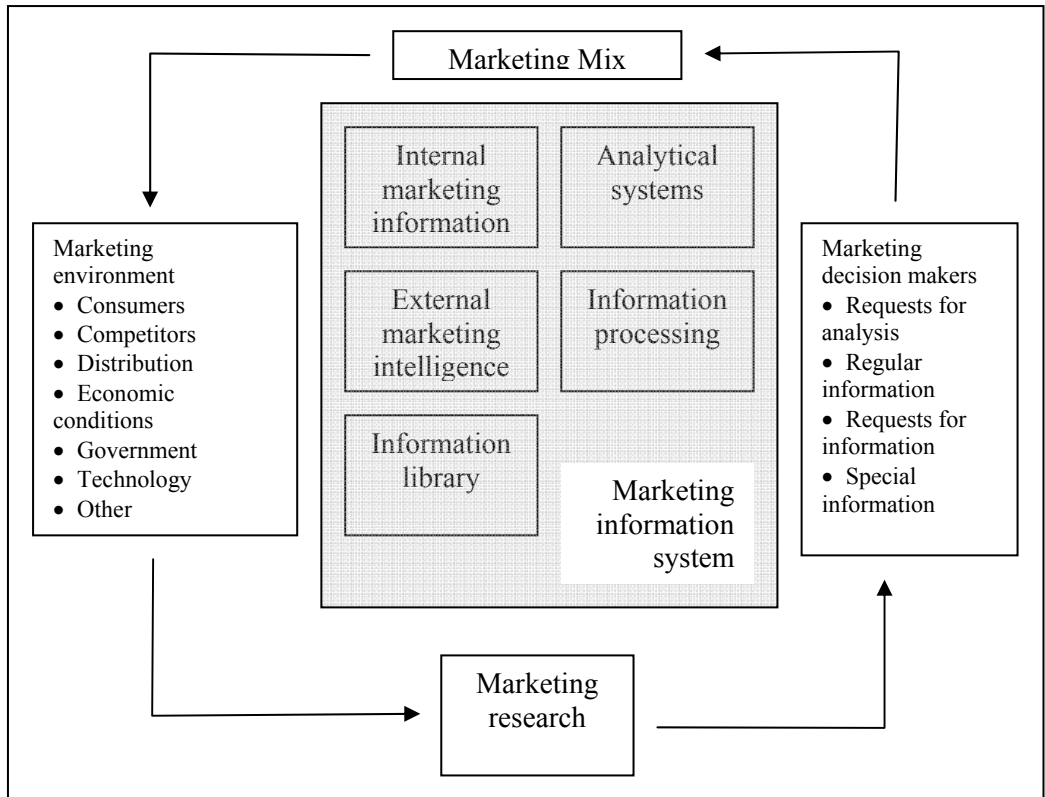 Marketing Mix
Internal
marketing
information
Analytical
systems
External
marketing
intelligence
Information
processing
Information
library
Marketing
information
system
Marketing
environment
• Consumers
• Competitors
• Distribution
• Economic
conditions
• Government
• Technology
• Other
Marketing
decision makers
• Requests for
analysis
• Regular
information
• Requests for
information
• Special
information
Marketing
research